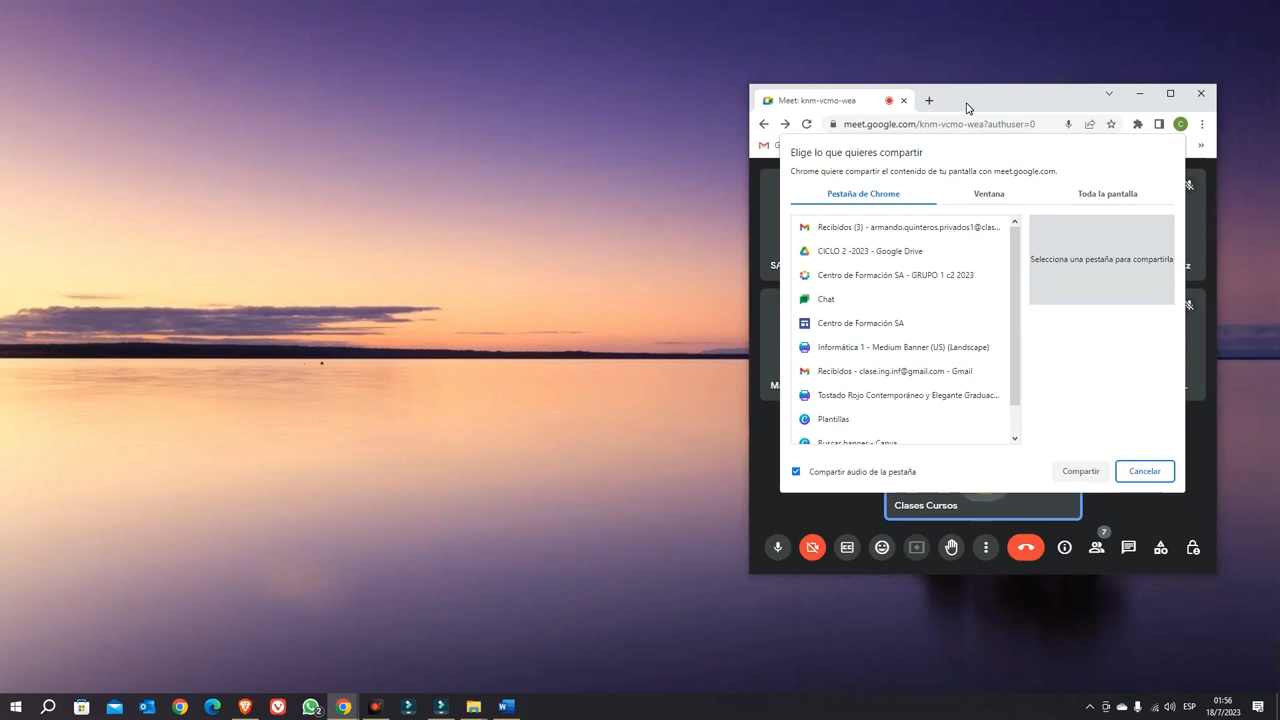 Meet: knm-vcmo-wea
meet.google.com/knm-vcmo-wea?authuser=0
Elige lo que quieres compartir
Chrome quiere compartir el contenido de tu pantalla con meet.google.com.
Pestaña de Chrome
Ventana
Toda la pantalla
Recibidos (3) - armando.quinteros.privados1@clas...
CICLO 2 -2023 - Google Drive
Centro de Formación SA - GRUPO 1 c2 2023
Chat
Centro de Formación SA
Informática 1 - Medium Banner (US) (Landscape)
Recibidos - clase.ing.inf@gmail.com - Gmail
Tostado Rojo Contemporáneo y Elegante Graduac...
Plantillas
Buscar banner - Canva
Selecciona una pestaña para compartirla
Compartir audio de la pestaña
Compartir
Cancelar
Clases Cursos
7
2
C
ESP
01:56
18/7/2023